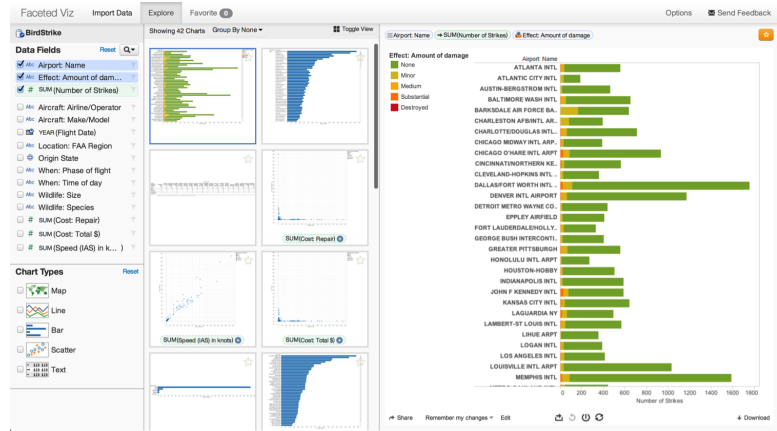 Faceted Viz
Import Data
Explore
Favorite 0
Options
Send Feedback
BirdStrike
Data Fields
Reset
Abc Airport: Name
Abc Effect: Amount of dam...
# SUM(Number of Strikes)
Abc Aircraft: Airline/Operator
Abc Aircraft: Make/Model
YEAR(Flight Date)
Abc Location: FAA Region
Origin State
Abc When: Phase of flight
Abc When: Time of day
Abc Wildlife: Size
Abc Wildlife: Species
# SUM(Cost: Repair)
# SUM(Cost: Total $)
# SUM(Speed (IAS) in k... )
Chart Types
Reset
Map
Line
Bar
Scatter
Text
Showing 42 Charts
Group By None
Toggle View
SUM(Cost: Repair)
SUM(Speed (IAS) in knots)
SUM(Cost: Total $)
Airport: Name
SUM(Number of Strikes)
Effect: Amount of damage
Effect: Amount of damage
None
Minor
Medium
Substantial
Destroyed
Airport: Name
ATLANTA INTL
ATLANTIC CITY INTL
AUSTIN-BERGSTROM INTL
BALTIMORE WASH INTL
BARKSDALE AIR FORCE BA..
CHARLESTON AFB/INTL AR..
CHARLOTTE/DOUGLAS INTL..
CHICAGO MIDWAY INTL ARP..
CHICAGO O'HARE INTL ARPT
CINCINNATI/NORTHERN KE..
CLEVELAND-HOPKINS INTL ..
DALLAS/FORT WORTH INTL ..
DENVER INTL AIRPORT
DETROIT METRO WAYNE CO..
EPPLEY AIRFIELD
FORT LAUDERDALE/HOLLY..
GEORGE BUSH INTERCONTI..
GREATER PITTSBURGH
HONOLULU INTL ARPT
HOUSTON-HOBBY
INDIANAPOLIS INTL
JOHN F KENNEDY INTL
KANSAS CITY INTL
LAGUARDIA NY
LAMBERT-ST LOUIS INTL
LIHUE ARPT
LOGAN INTL
LOS ANGELES INTL
LOUISVILLE INTL ARPT
MEMPHIS INTL
0 200 400 600 800 1000 1200 1400 1600 1800
Number of Strikes
Share
Remember my changes
Edit
Download